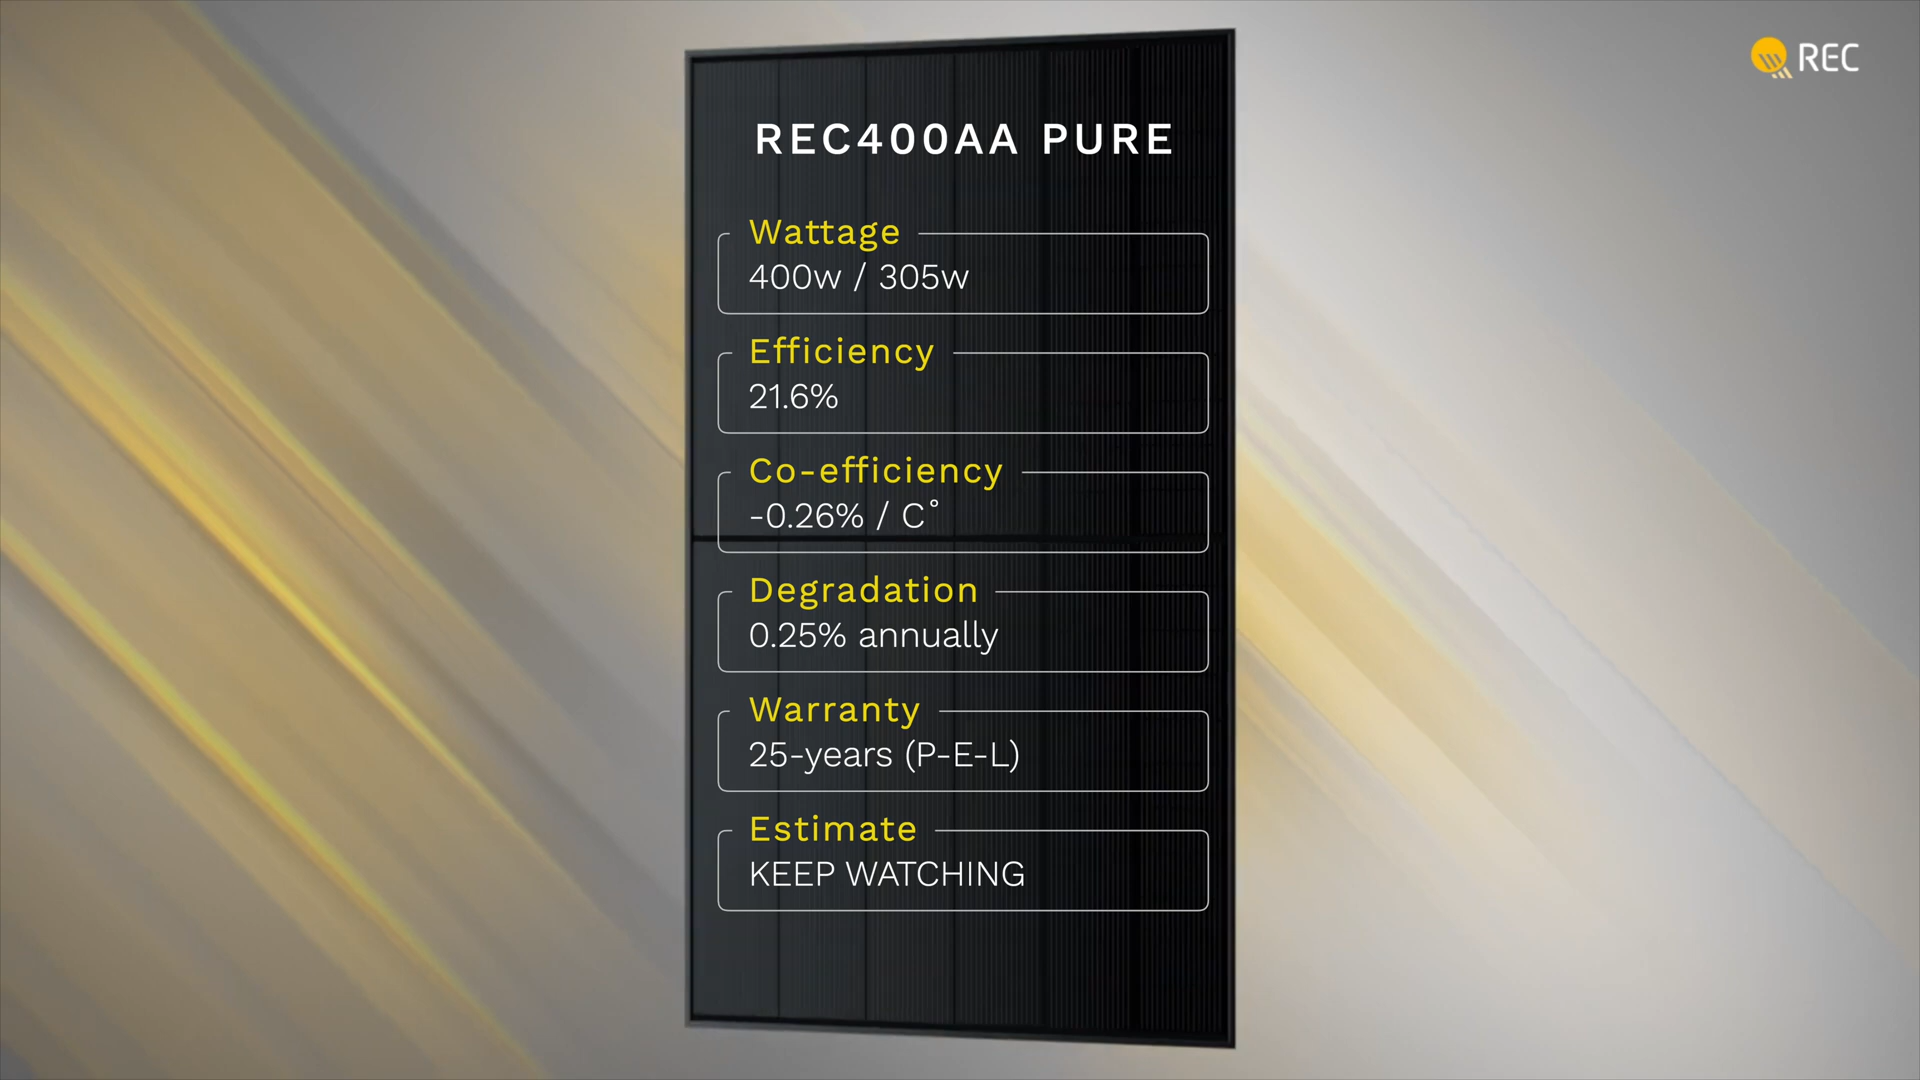 REC
REC400AA PURE
Wattage
400w / 305w
Efficiency
21.6%
Co-efficiency
-0.26% / C°
Degradation
0.25% annually
Warranty
25-years (P-E-L)
Estimate
KEEP WATCHING